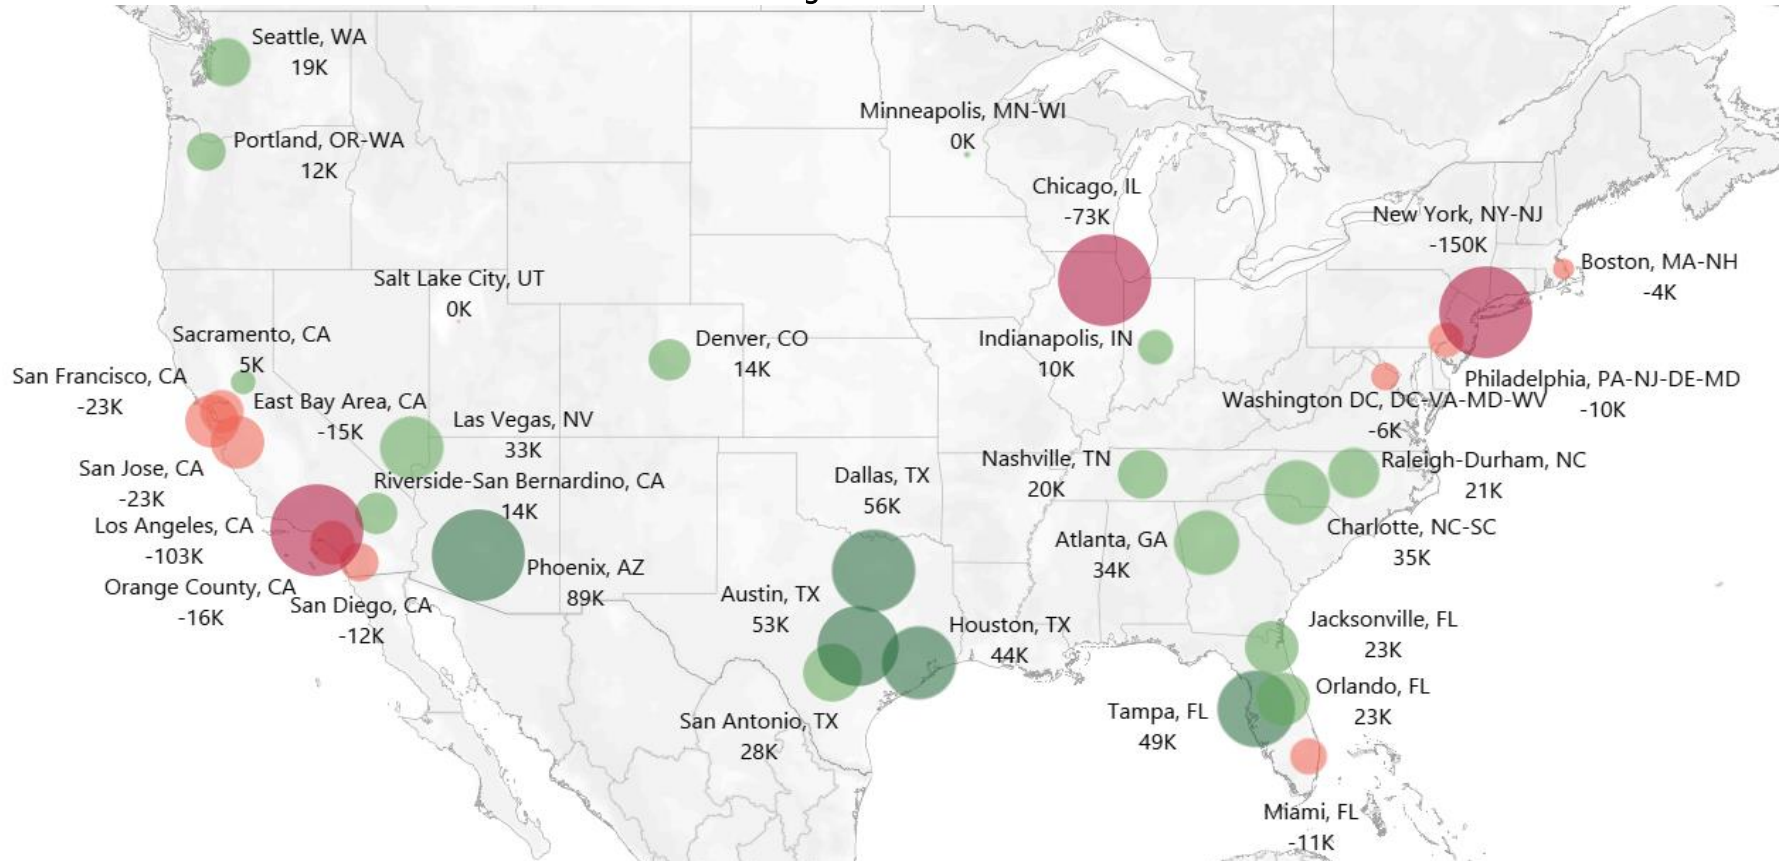 Seattle, WA
19K
Portland, OR-WA
12K
Minneapolis, MN-WI
0K
Chicago, IL
-73K
New York, NY-NJ
-150K
Boston, MA-NH
-4K
Salt Lake City, UT
0K
Sacramento, CA
5K
Denver, CO
14K
Indianapolis, IN
10K
San Francisco, CA
-23K
East Bay Area, CA
-15K
Philadelphia, PA-NJ-DE-MD
-10K
Washington DC, DC-VA-MD-WV
-6K
Las Vegas, NV
33K
San Jose, CA
-23K
Riverside-San Bernardino, CA
14K
Dallas, TX
56K
Nashville, TN
20K
Raleigh-Durham, NC
21K
Los Angeles, CA
-103K
Charlotte, NC-SC
35K
Atlanta, GA
34K
Orange County, CA
-16K
Phoenix, AZ
89K
San Diego, CA
-12K
Austin, TX
53K
Houston, TX
44K
Jacksonville, FL
23K
Orlando, FL
23K
Tampa, FL
49K
San Antonio, TX
28K
Miami, FL
-11K